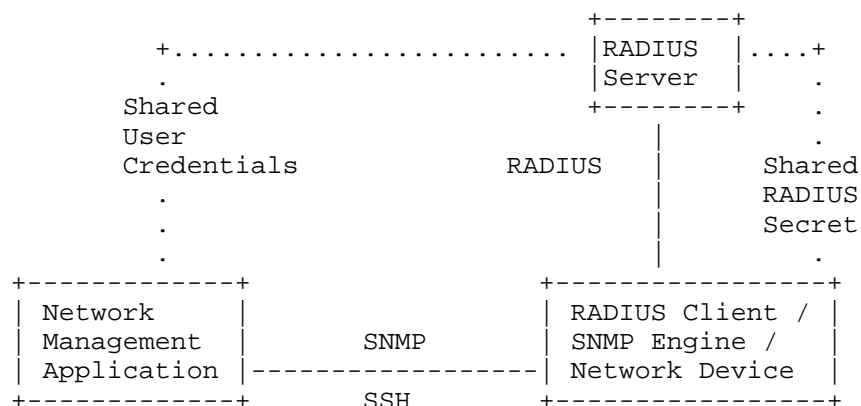 RADIUS
Server
Shared
User
Credentials
RADIUS
Shared
RADIUS
Secret
Network
Management
Application
SNMP
SSH
RADIUS Client /
SNMP Engine /
Network Device